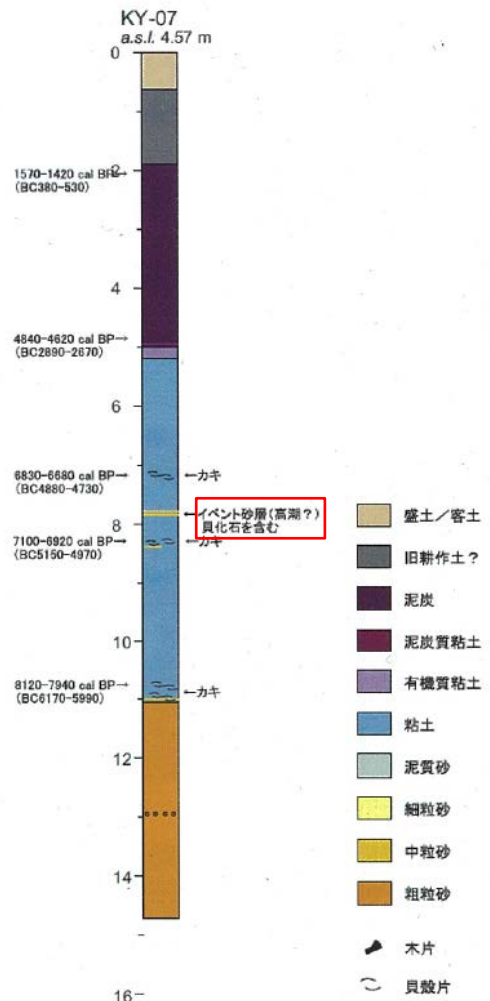 KY-07
a.s.l. 4.57 m
0
1570-1420 cal BP→
(BC380-530)
2
4
4840-4620 cal BP→
(BC2890-2670)
6
6830-6680 cal BP→
(BC4880-4730)
←カキ
←イベント砂層(高潮?)
貝化石を含む
8
7100-6920 cal BP→
(BC5150-4970)
←カキ
10
8120-7940 cal BP→
(BC6170-5990)
←カキ
12
14
16
盛土/客土
旧耕作土?
泥炭
泥炭質粘土
有機質粘土
粘土
泥質砂
細粒砂
中粒砂
粗粒砂
木片
貝殻片